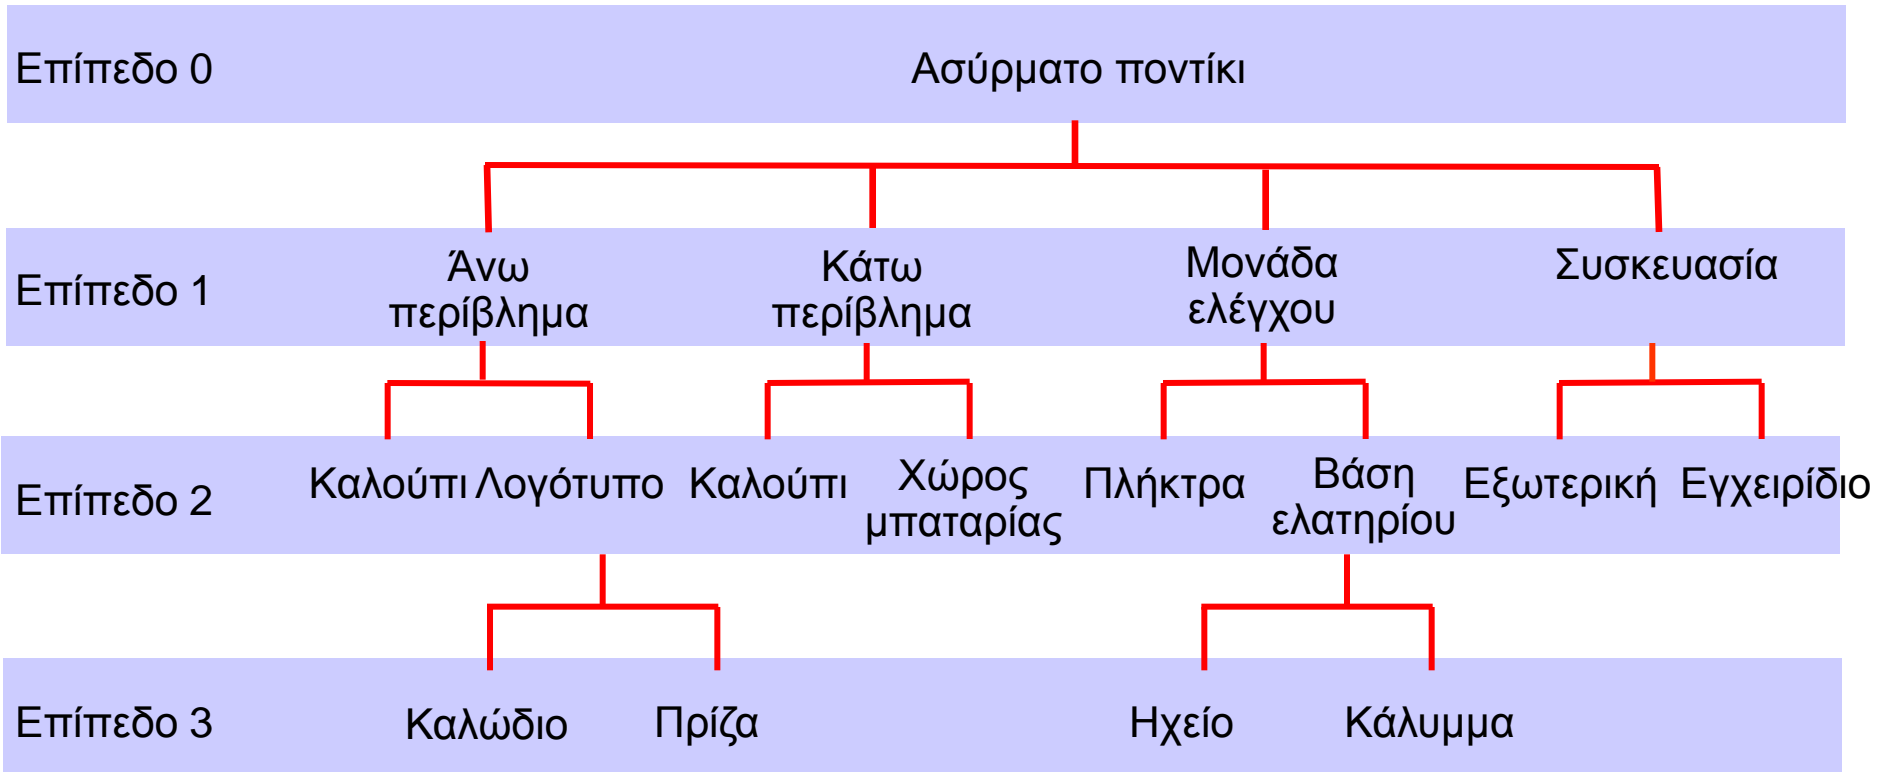 Επίπεδο 0
Ασύρματο ποντίκι
Επίπεδο 1
Άνω
περίβλημα
Κάτω
περίβλημα
Μονάδα
ελέγχου
Συσκευασία
Επίπεδο 2
Καλούπι
Λογότυπο
Καλούπι
Χώρος
μπαταρίας
Πλήκτρα
Βάση
ελατηρίου
Εξωτερική
Εγχειρίδιο
Επίπεδο 3
Καλώδιο
Πρίζα
Ηχείο
Κάλυμμα